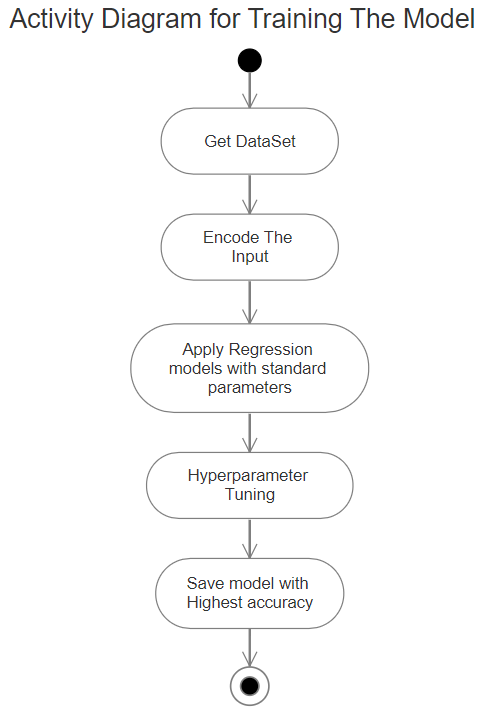 Activity Diagram for Training The Model
Get DataSet
Encode The
Input
Apply Regression
models with standard
parameters
Hyperparameter
Tuning
Save model with
Highest accuracy